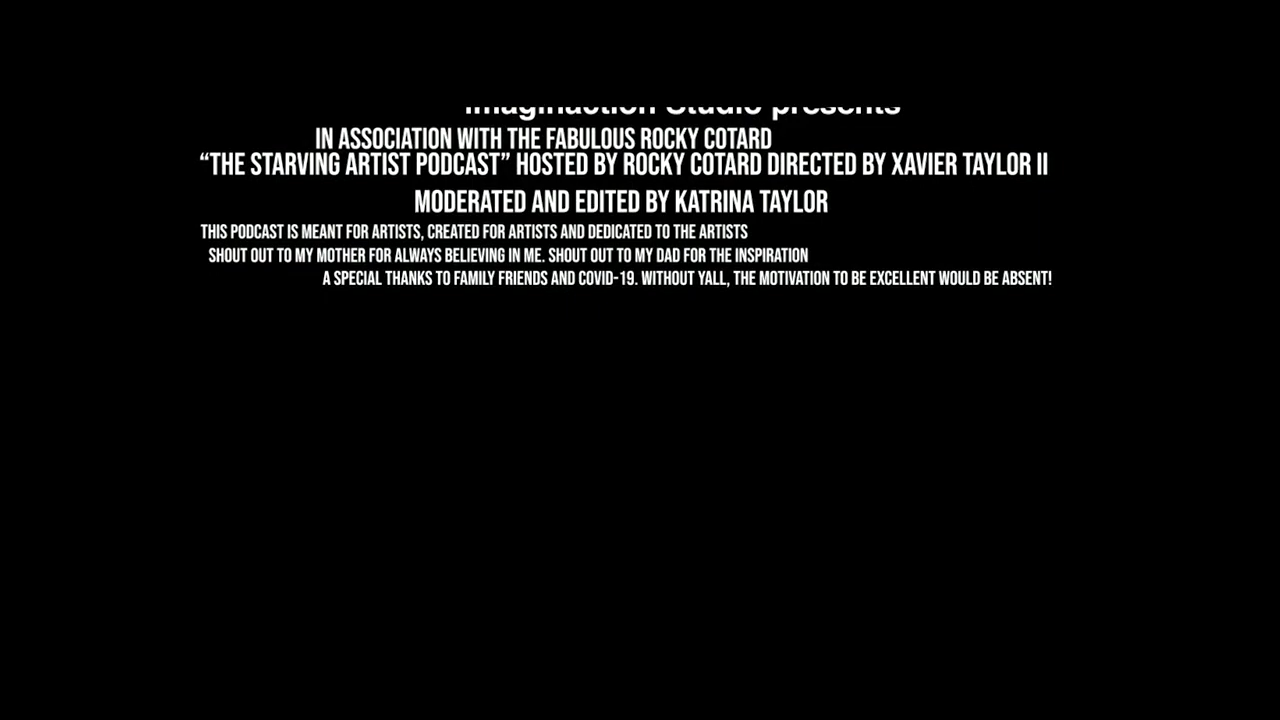 Imaginaction Studio presents
IN ASSOCIATION WITH THE FABULOUS ROCKY COTARD
“THE STARVING ARTIST PODCAST” HOSTED BY ROCKY COTARD DIRECTED BY XAVIER TAYLOR II
MODERATED AND EDITED BY KATRINA TAYLOR
THIS PODCAST IS MEANT FOR ARTISTS, CREATED FOR ARTISTS AND DEDICATED TO THE ARTISTS
SHOUT OUT TO MY MOTHER FOR ALWAYS BELIEVING IN ME. SHOUT OUT TO MY DAD FOR THE INSPIRATION
A SPECIAL THANKS TO FAMILY FRIENDS AND COVID-19. WITHOUT YALL, THE MOTIVATION TO BE EXCELLENT WOULD BE ABSENT!